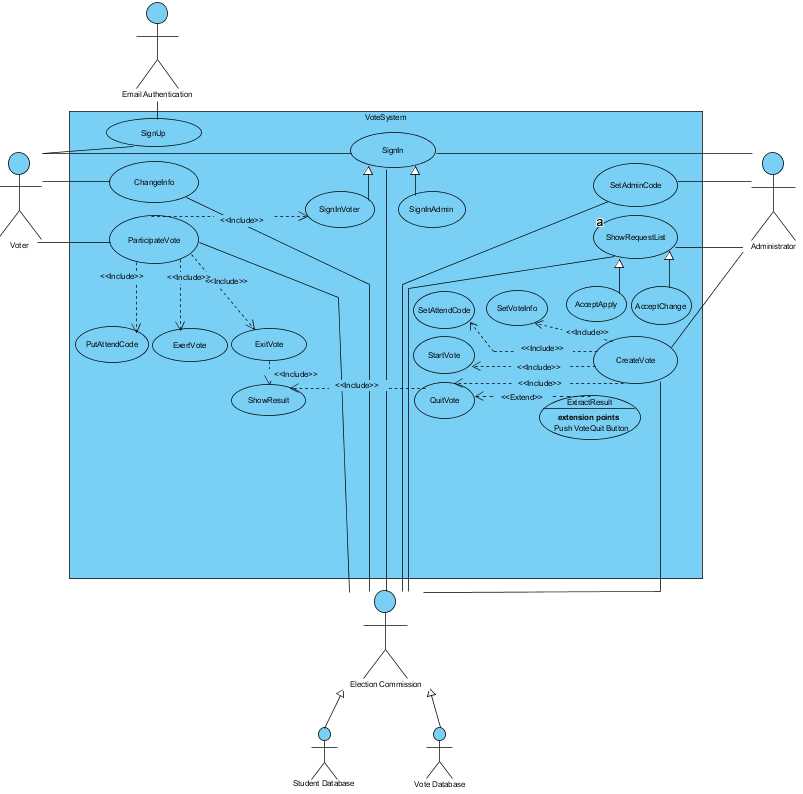 Email Authentication
VoteSystem
SignUp
SignIn
ChangeInfo
SetAdminCode
SignInVoter
SignInAdmin
<<Include>>
a
ParticipateVote
ShowRequestList
Voter
Administrator
<<Include>>
<<Include>>
<<Include>>
AcceptApply
AcceptChange
SetAttendCode
SetVoteInfo
<<Include>>
PutAttendCode
ExertVote
ExitVote
<<Include>>
StartVote
CreateVote
<<Include>>
<<Include>>
<<Include>>
<<Include>>
ShowResult
QuitVote
<<Extend>>
ExtractResult
extension points
Push VoteQuit Button
Election Commission
Student Database
Vote Database